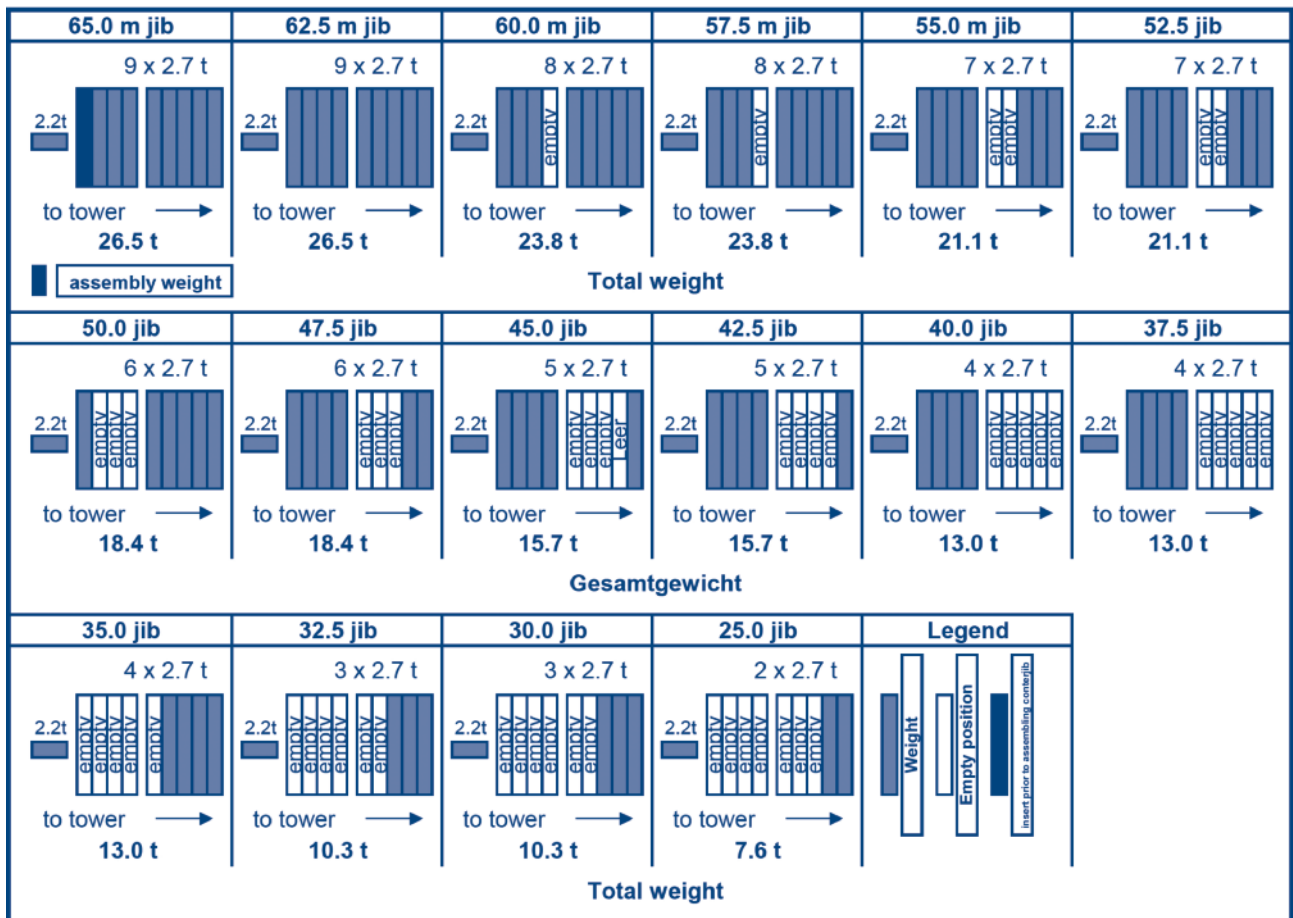 65.0 m jib 62.5 m jib 60.0 m jib 57.5 m jib 55.0 m jib 52.5 jib
9 x 2.7 t 9 x 2.7 t 8 x 2.7 t 8 x 2.7 t 7 x 2.7 t 7 x 2.7 t
2.2t 2.2t 2.2t empty 2.2t empty 2.2t empty empty 2.2t empty empty
to tower to tower to tower to tower to tower to tower
26.5 t 26.5 t 23.8 t 23.8 t 21.1 t 21.1 t
assembly weight
Total weight
50.0 jib 47.5 jib 45.0 jib 42.5 jib 40.0 jib 37.5 jib
6 x 2.7 t 6 x 2.7 t 5 x 2.7 t 5 x 2.7 t 4 x 2.7 t 4 x 2.7 t
2.2t empty empty empty 2.2t empty empty empty 2.2t empty empty empty Leer 2.2t empty empty empty empty 2.2t empty empty empty empty empty 2.2t empty empty empty empty empty
to tower to tower to tower to tower to tower to tower
18.4 t 18.4 t 15.7 t 15.7 t 13.0 t 13.0 t
Gesamtgewicht
35.0 jib 32.5 jib 30.0 jib 25.0 jib Legend
4 x 2.7 t 3 x 2.7 t 3 x 2.7 t 2 x 2.7 t
2.2t empty empty empty empty empty 2.2t empty empty empty empty empty empty 2.2t empty empty empty empty empty empty 2.2t empty empty empty empty empty empty empty Weight Empty position insert prior to assembling conterjib
to tower to tower to tower to tower
13.0 t 10.3 t 10.3 t 7.6 t
Total weight